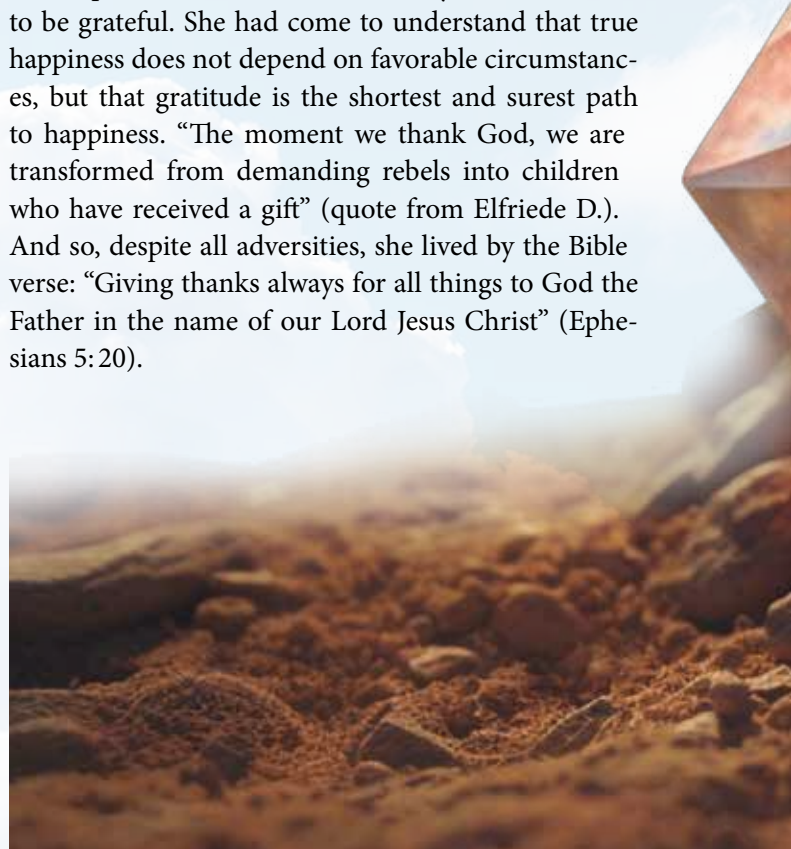 to be grateful. She had come to understand that true
happiness does not depend on favorable circumstanc-
es, but that gratitude is the shortest and surest path
to happiness. “The moment we thank God, we are
transformed from demanding rebels into children
who have received a gift” (quote from Elfriede D.).
And so, despite all adversities, she lived by the Bible
verse: “Giving thanks always for all things to God the
Father in the name of our Lord Jesus Christ” (Ephe-
sians 5:20).